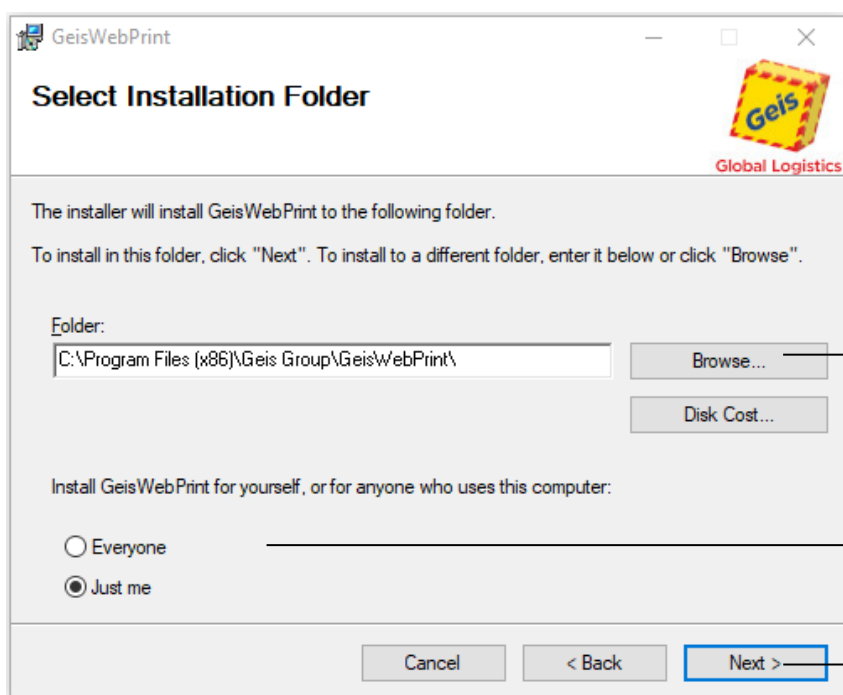 GeisWebPrint
Select Installation Folder
Geis
Global Logistics
The installer will install GeisWebPrint to the following folder.
To install in this folder, click "Next". To install to a different folder, enter it below or click "Browse".
Folder:
C:\Program Files (x86)\Geis Group\GeisWebPrint\
Browse...
Disk Cost...
Install GeisWebPrint for yourself, or for anyone who uses this computer:
Everyone
Just me
Cancel
< Back
Next >